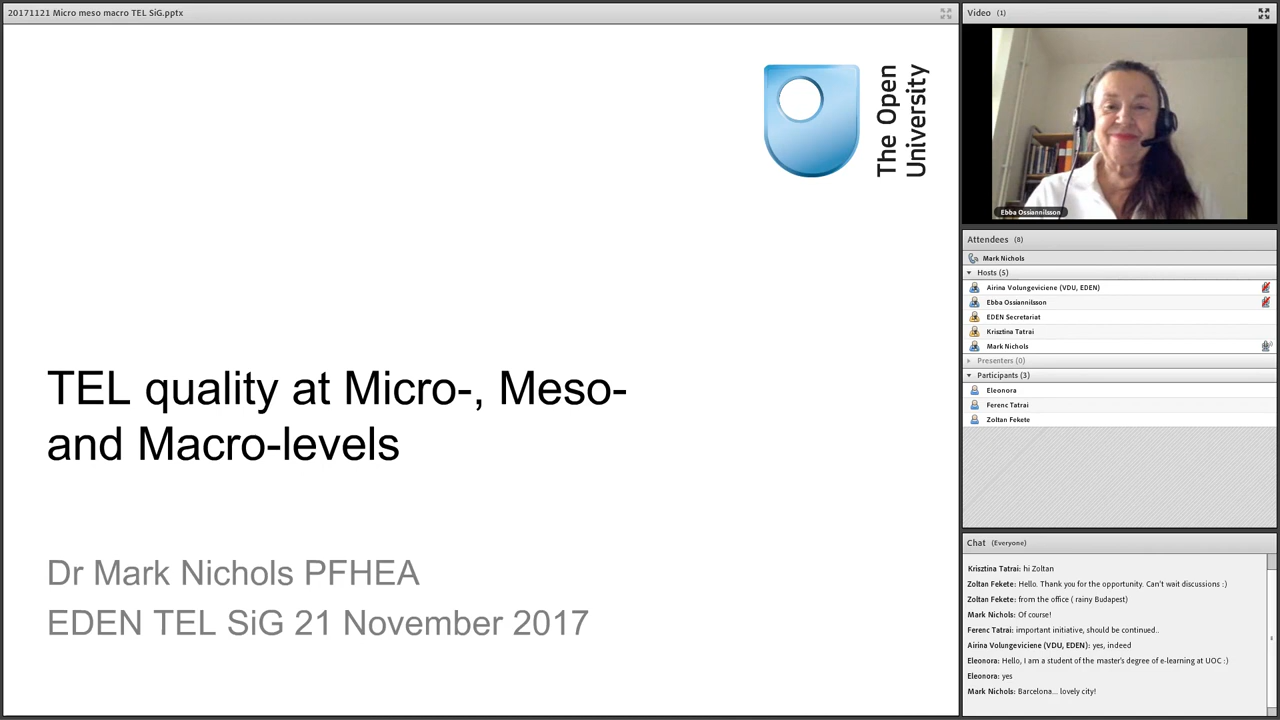 20171121 Micro meso macro TEL SiG.pptx
The Open
University
TEL quality at Micro-, Meso-
and Macro-levels
Dr Mark Nichols PFHEA
EDEN TEL SiG 21 November 2017
Video (1)
Ebba Ossiannilsson
Attendees (8)
Mark Nichols
Hosts (5)
Airina Volungeviciene (VDU, EDEN)
Ebba Ossiannilsson
EDEN Secretariat
Krisztina Tatrai
Mark Nichols
Presenters (0)
Participants (3)
Eleonora
Ferenc Tatrai
Zoltan Fekete
Chat (Everyone)
Krisztina Tatrai: hi Zoltan
Zoltan Fekete: Hello. Thank you for the opportunity. Can't wait discussions :)
Zoltan Fekete: from the office ( rainy Budapest)
Mark Nichols: Of course!
Ferenc Tatrai: important initiative, should be continued..
Airina Volungeviciene (VDU, EDEN): yes, indeed
Eleonora: Hello, I am a student of the master's degree of e-learning at UOC :)
Eleonora: yes
Mark Nichols: Barcelona... lovely city!